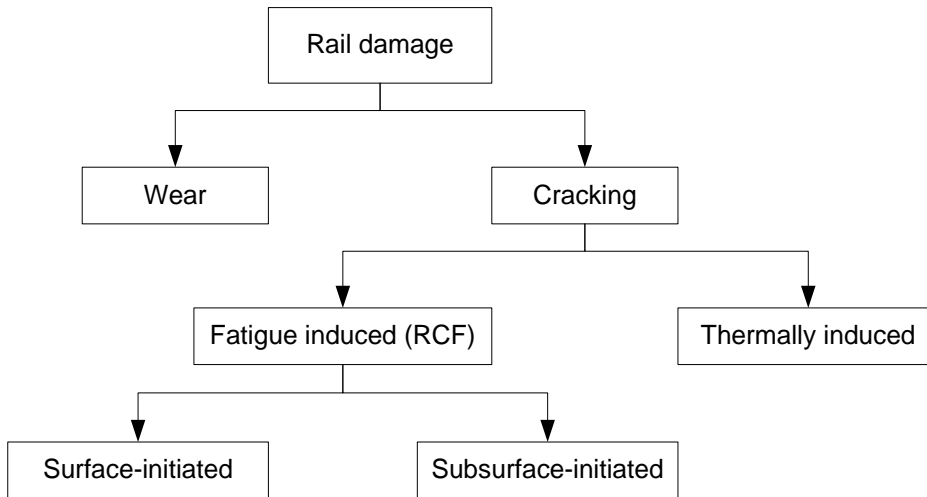 Rail damage
Wear
Cracking
Fatigue induced (RCF)
Thermally induced
Surface-initiated
Subsurface-initiated